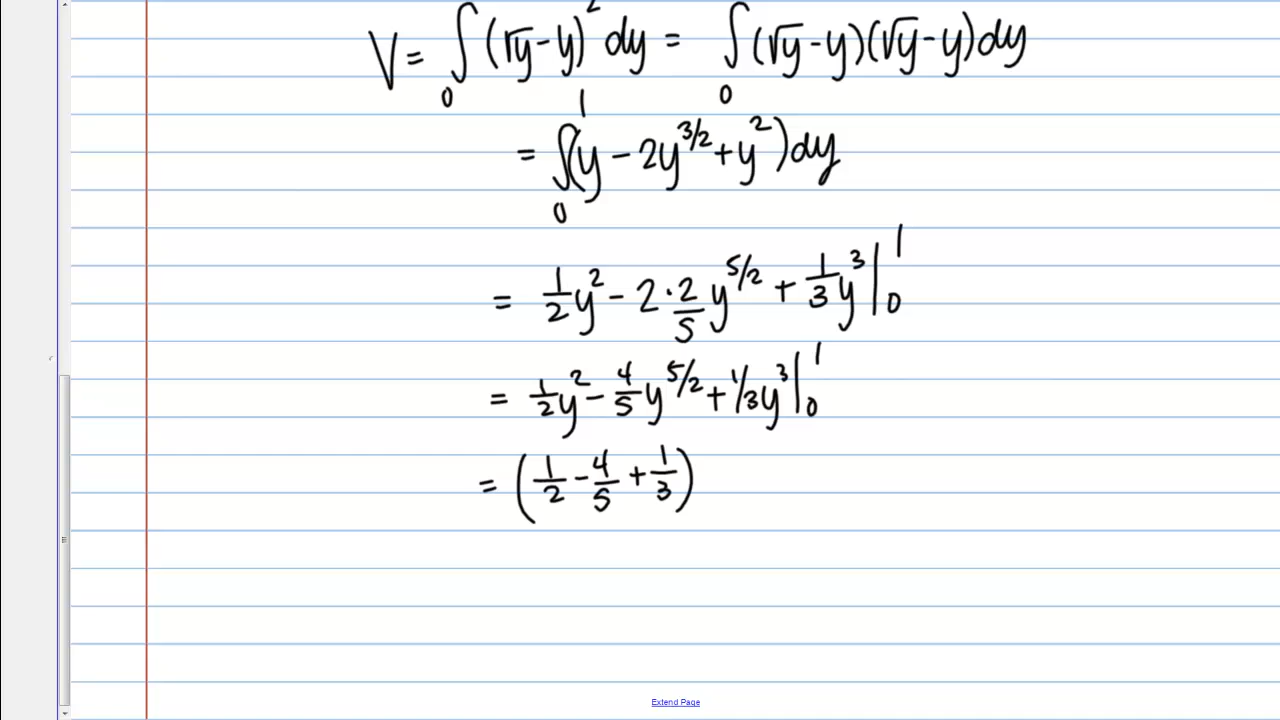 V = ∫₀ (√y − y)² dy = ∫₀ (√y − y)(√y − y) dy
= ∫₀¹ (y − 2y^3/2 + y²) dy
= 1/2 y² − 2 · 2/5 y^5/2 + 1/3 y³ |₀¹
= 1/2 y² − 4/5 y^5/2 + 1/3 y³ |₀¹
= (1/2 − 4/5 + 1/3)
Extend Page